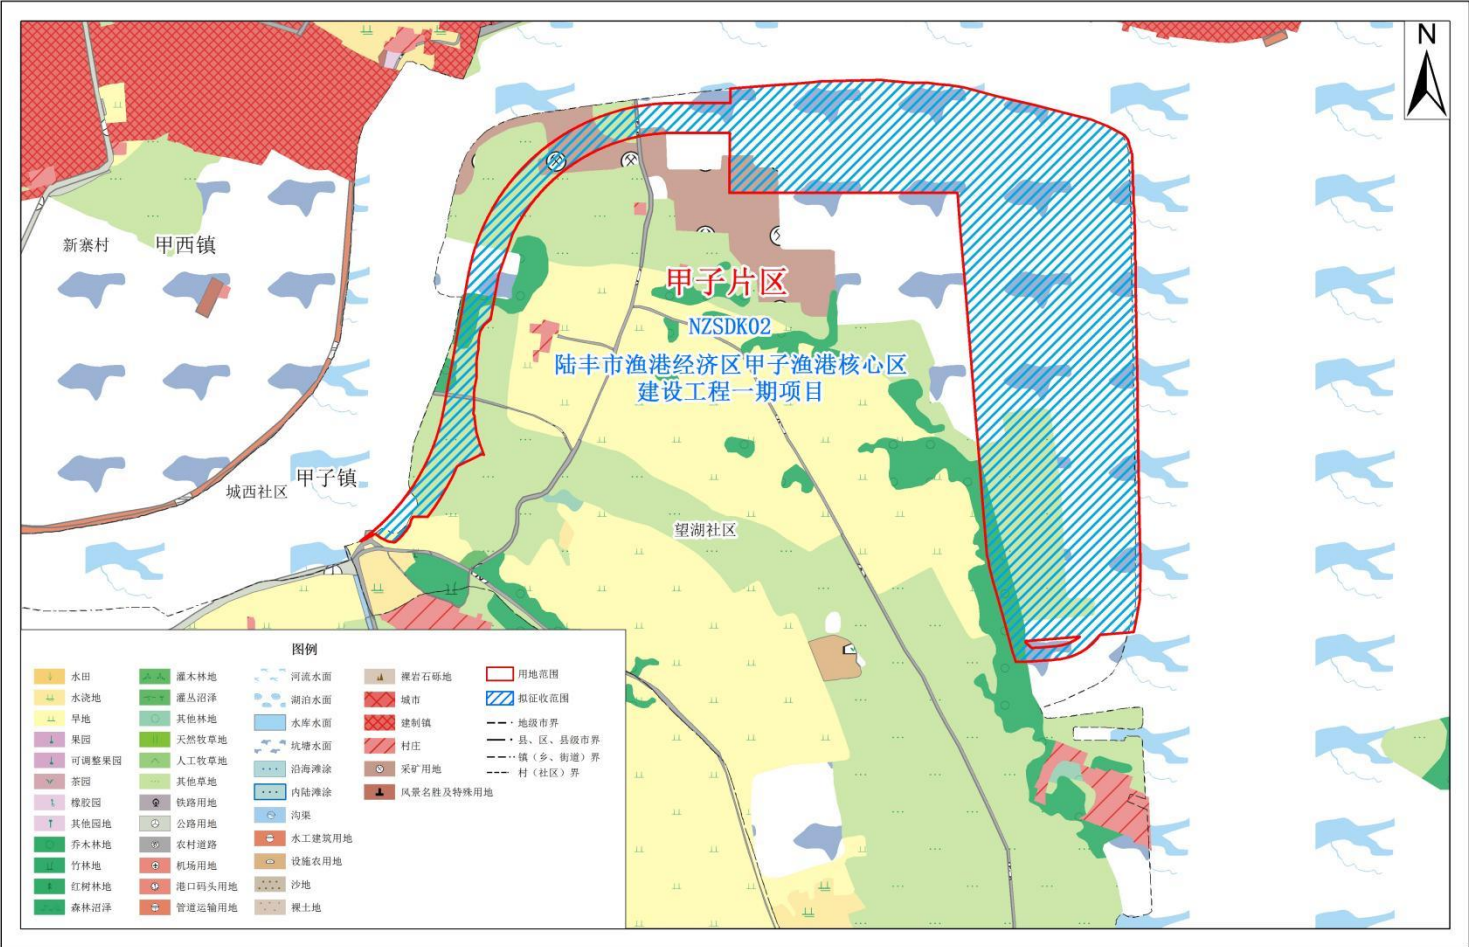 N
新寨村
甲西镇
甲子片区
NZSDK02
陆丰市渔港经济区甲子渔港核心区
建设工程一期项目
甲子镇
城西社区
望湖社区
图例
水田
水浇地
旱地
果园
可调整果园
茶园
橡胶园
其他园地
乔木林地
竹林地
红树林地
森林沼泽
灌木林地
灌丛沼泽
其他林地
天然牧草地
人工牧草地
其他草地
铁路用地
公路用地
农村道路
机场用地
港口码头用地
管道运输用地
河流水面
湖泊水面
水库水面
坑塘水面
沿海滩涂
内陆滩涂
沟渠
水工建筑用地
设施农用地
沙地
裸土地
裸岩石砾地
城市
建制镇
村庄
采矿用地
风景名胜及特殊用地
用地范围
拟征收范围
地级市界
县、区、县级市界
镇（乡、街道）界
村（社区）界